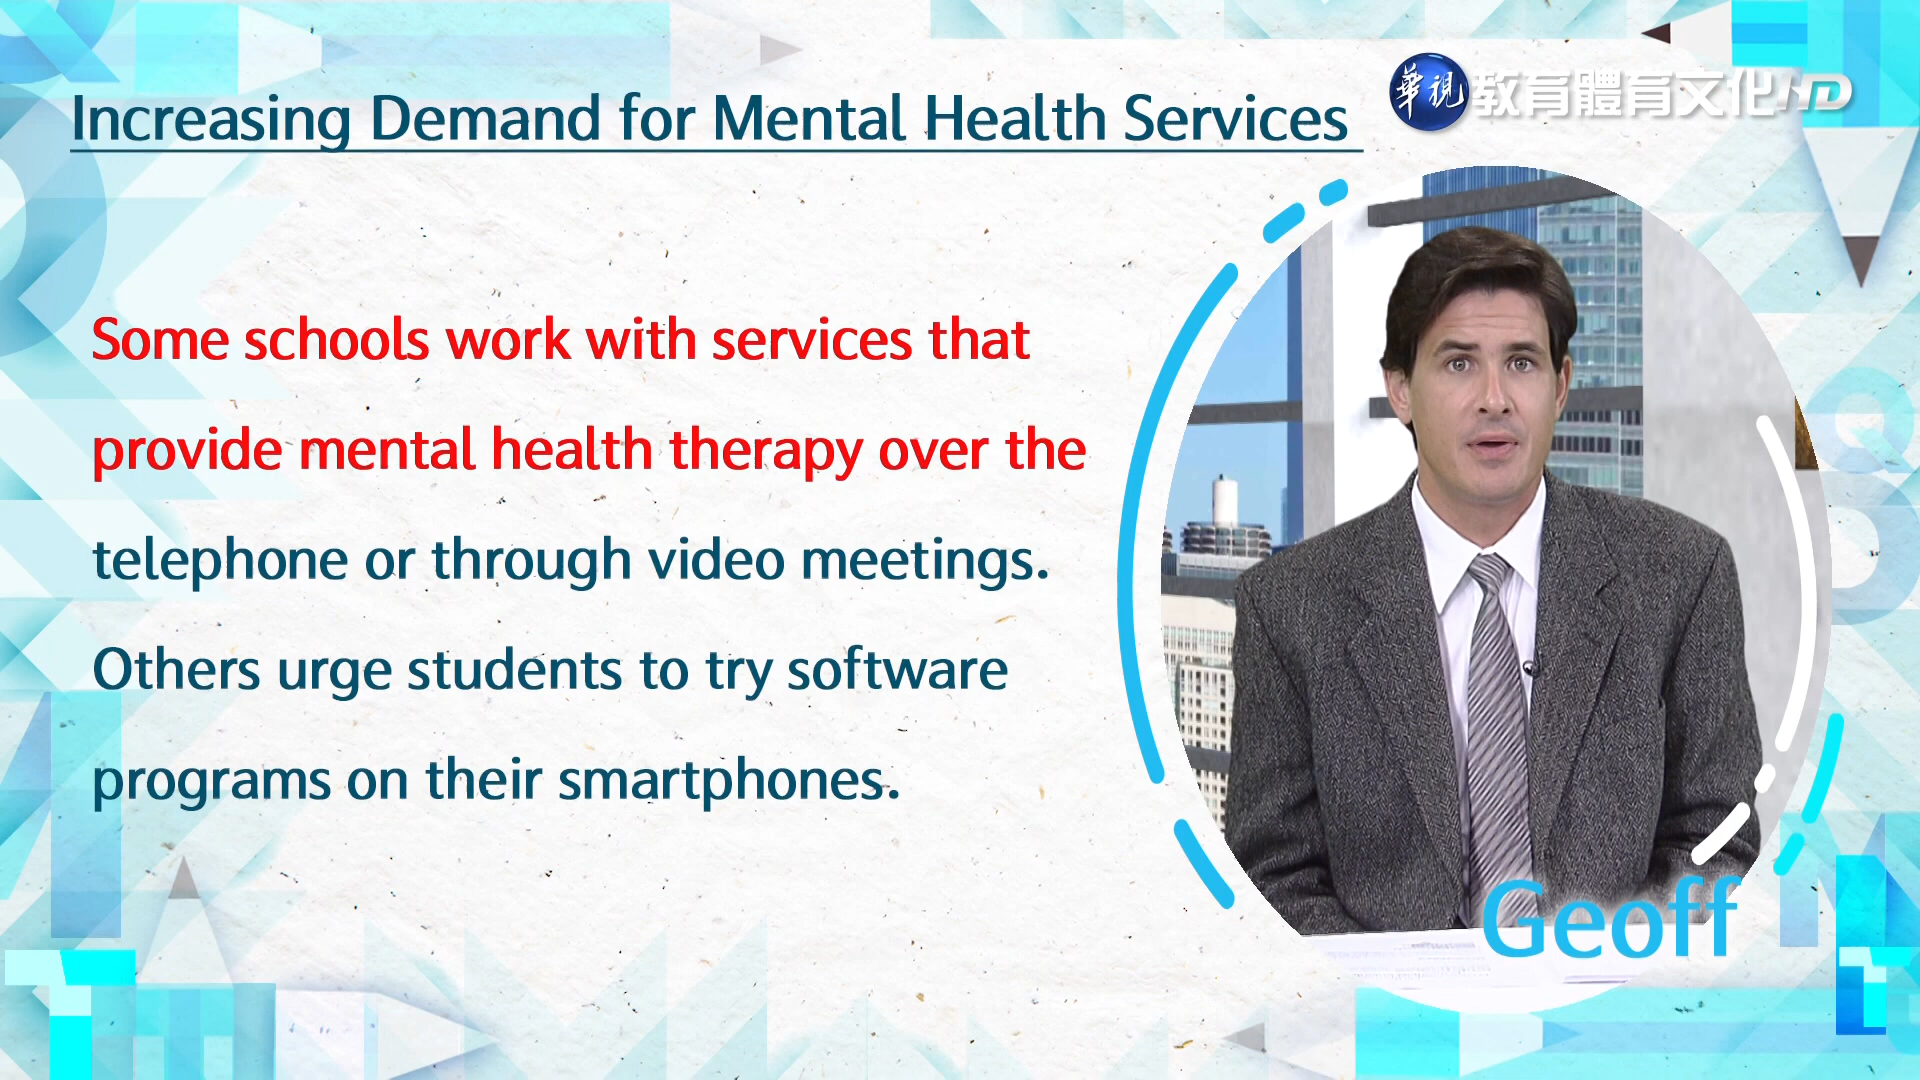 Increasing Demand for Mental Health Services
華視 教育體育文化HD
Some schools work with services that
provide mental health therapy over the
telephone or through video meetings.
Others urge students to try software
programs on their smartphones.
Geoff